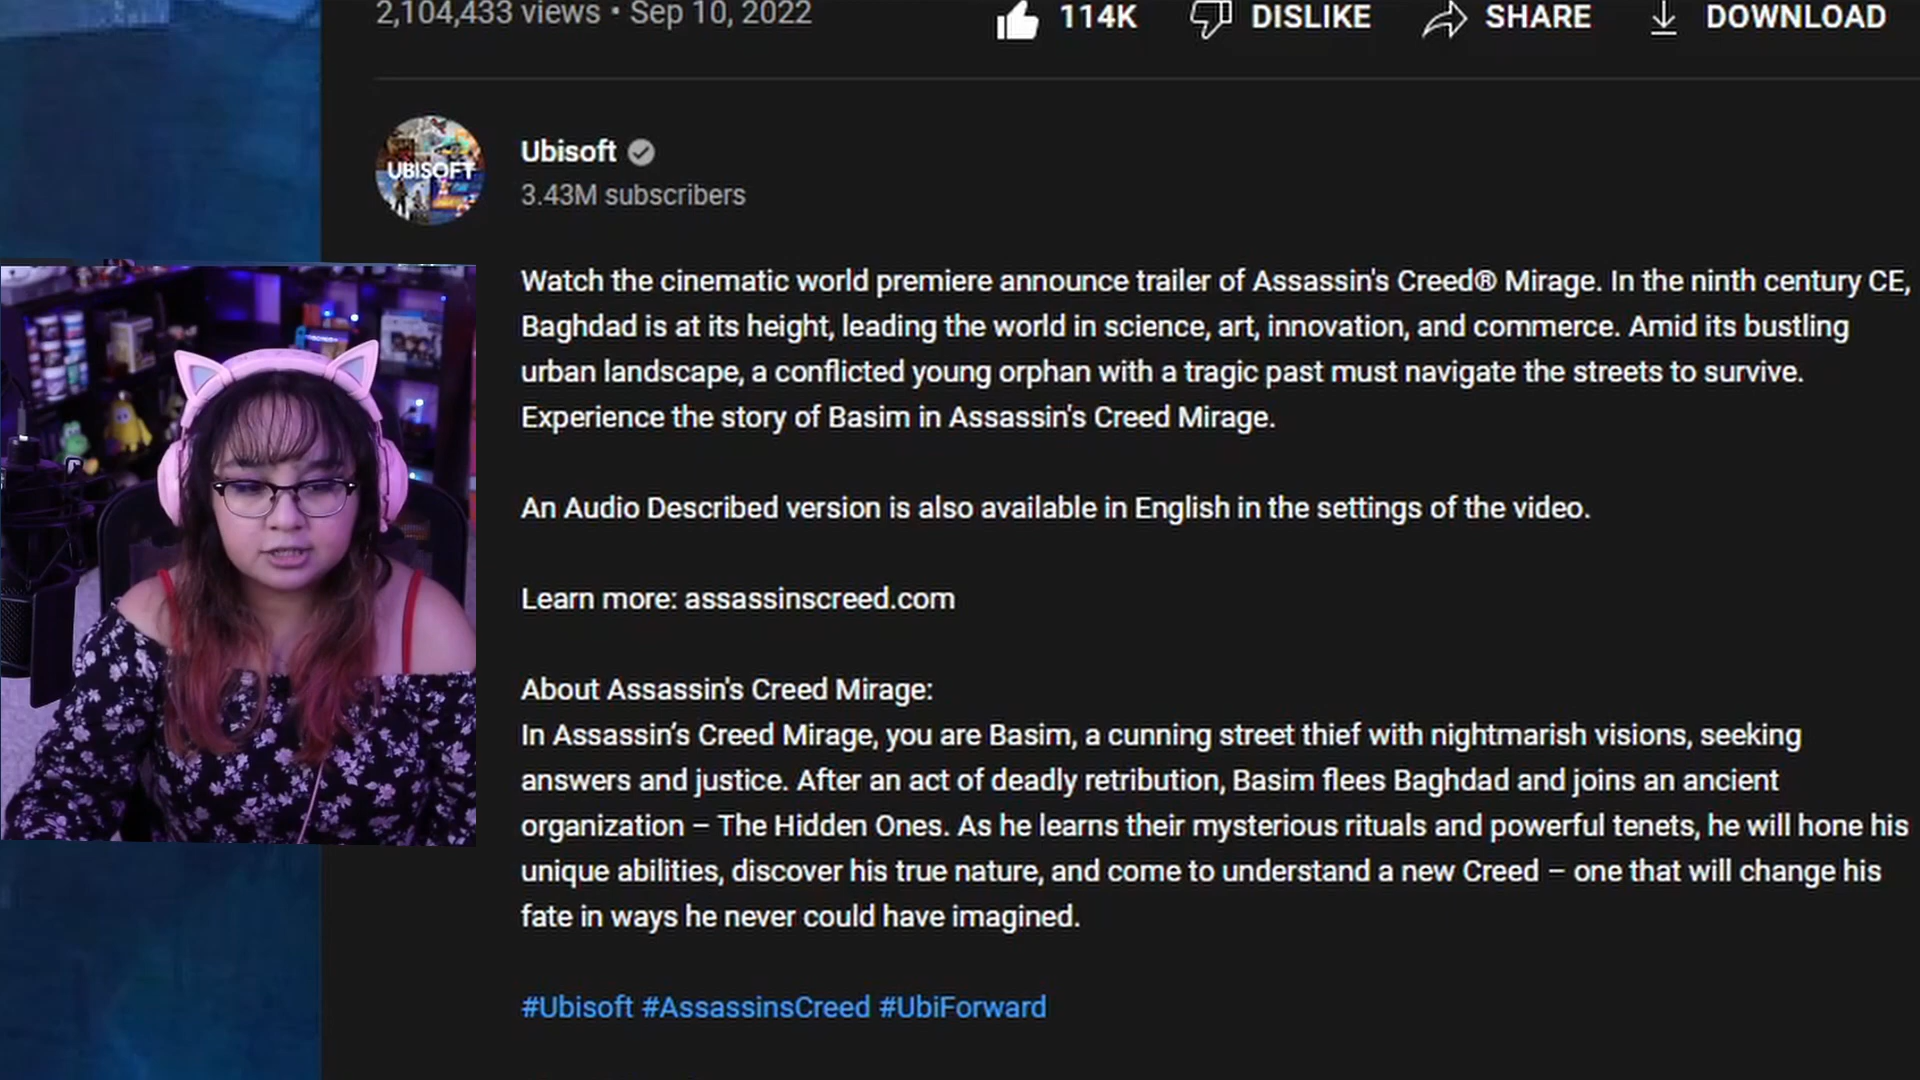 2,104,433 views • Sep 10, 2022
114K
DISLIKE
SHARE
DOWNLOAD
UBISOFT
Ubisoft
3.43M subscribers
Watch the cinematic world premiere announce trailer of Assassin's Creed® Mirage. In the ninth century CE,
Baghdad is at its height, leading the world in science, art, innovation, and commerce. Amid its bustling
urban landscape, a conflicted young orphan with a tragic past must navigate the streets to survive.
Experience the story of Basim in Assassin's Creed Mirage.
An Audio Described version is also available in English in the settings of the video.
Learn more: assassinscreed.com
About Assassin's Creed Mirage:
In Assassin’s Creed Mirage, you are Basim, a cunning street thief with nightmarish visions, seeking
answers and justice. After an act of deadly retribution, Basim flees Baghdad and joins an ancient
organization – The Hidden Ones. As he learns their mysterious rituals and powerful tenets, he will hone his
unique abilities, discover his true nature, and come to understand a new Creed – one that will change his
fate in ways he never could have imagined.
#Ubisoft #AssassinsCreed #UbiForward